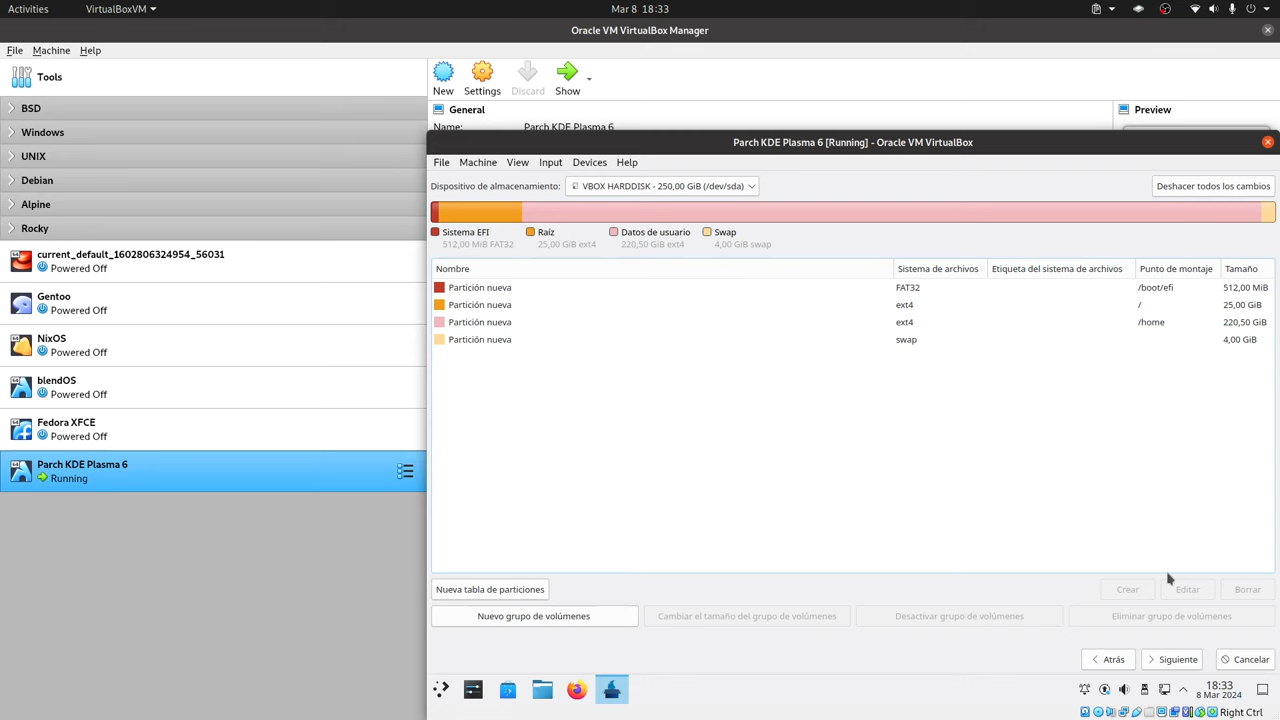 Activities VirtualBoxVM Mar 8 18:33
Oracle VM VirtualBox Manager
File Machine Help
Tools
New Settings Discard Show
BSD
General Preview
Name: Parch KDE Plasma 6
Windows
UNIX
Debian
Alpine
Rocky
current_default_1602806324954_56031
Powered Off
Gentoo
Powered Off
NixOS
Powered Off
blendOS
Powered Off
Fedora XFCE
Powered Off
Parch KDE Plasma 6
Running
Parch KDE Plasma 6 [Running] - Oracle VM VirtualBox
File Machine View Input Devices Help
Dispositivo de almacenamiento: VBOX HARDDISK - 250,00 GiB (/dev/sda) Deshacer todos los cambios
Sistema EFI Raíz Datos de usuario Swap
512,00 MiB FAT32 25,00 GiB ext4 220,50 GiB ext4 4,00 GiB swap
Nombre Sistema de archivos Etiqueta del sistema de archivos Punto de montaje Tamaño
Partición nueva FAT32 /boot/efi 512,00 MiB
Partición nueva ext4 / 25,00 GiB
Partición nueva ext4 /home 220,50 GiB
Partición nueva swap 4,00 GiB
Nueva tabla de particiones Crear Editar Borrar
Nuevo grupo de volúmenes Cambiar el tamaño del grupo de volúmenes Desactivar grupo de volúmenes Eliminar grupo de volúmenes
Atrás Siguiente Cancelar
18:33
8 Mar 2024
Right Ctrl